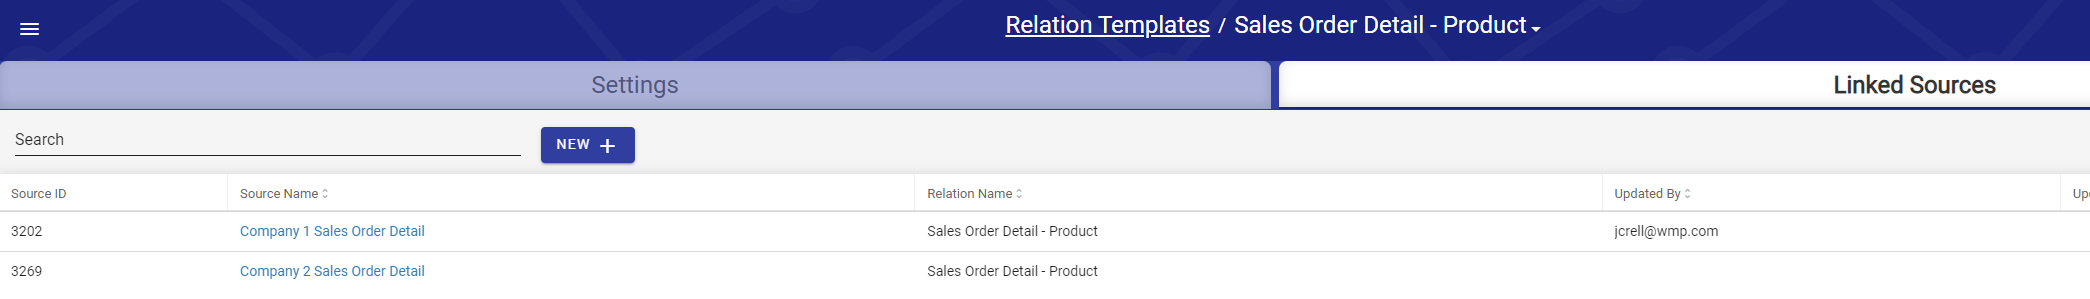 Relation Templates / Sales Order Detail - Product
Settings
Linked Sources
Search
NEW +
Source ID Source Name Relation Name Updated By
3202 Company 1 Sales Order Detail Sales Order Detail - Product jcrell@wmp.com
3269 Company 2 Sales Order Detail Sales Order Detail - Product